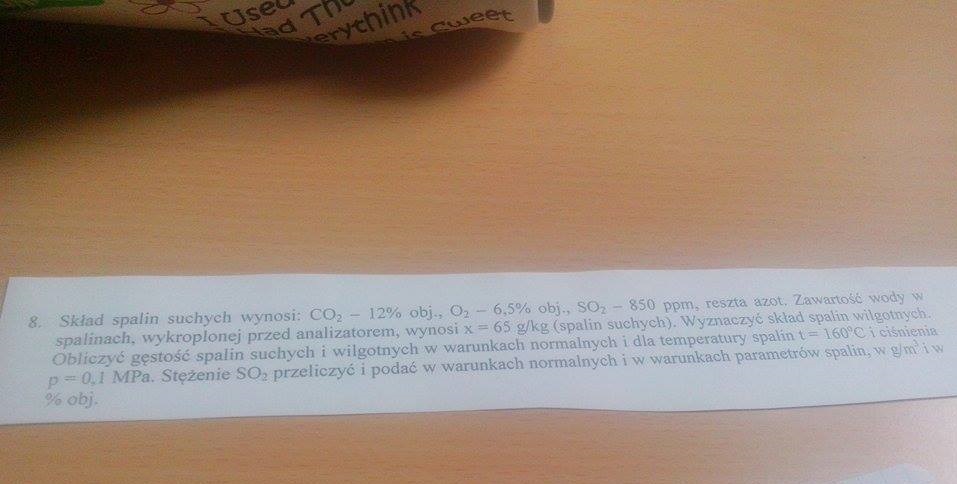 I Used
Had Th
erything
is Sweet
8. Skład spalin suchych wynosi: CO₂ – 12% obj., O₂ – 6,5% obj., SO₂ – 850 ppm, reszta azot. Zawartość wody w
spalinach, wykroplonej przed analizatorem, wynosi x = 65 g/kg (spalin suchych). Wyznaczyć skład spalin wilgotnych.
Obliczyć gęstość spalin suchych i wilgotnych w warunkach normalnych i dla temperatury spalin t = 160°C i ciśnienia
p = 0,1 MPa. Stężenie SO₂ przeliczyć i podać w warunkach normalnych i w warunkach parametrów spalin, w g/m³ i w
% obj.